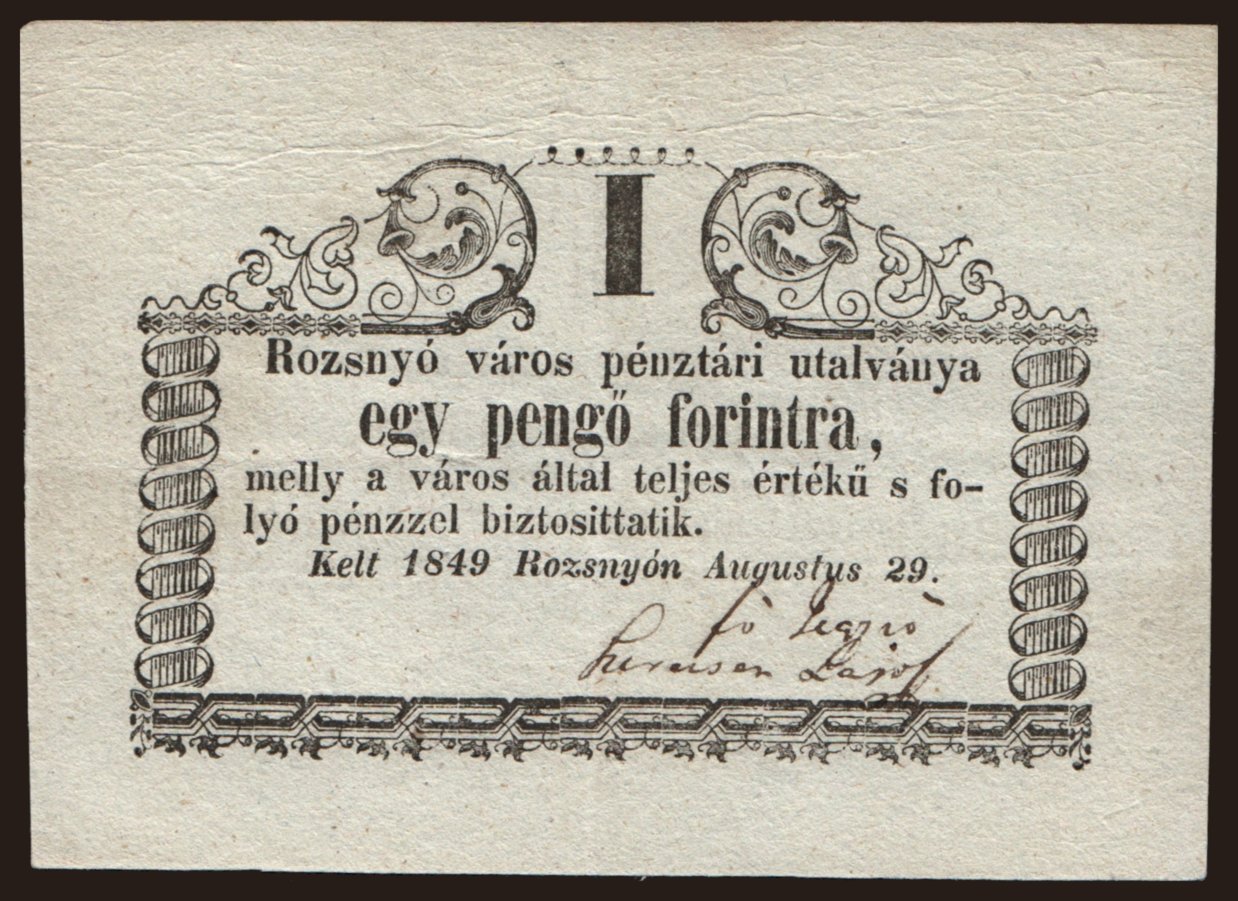 I
Rozsnyó város pénztári utalványa
egy pengő forintra,
melly a város által teljes értékű s fo-
lyó pénzzel biztosittatik.
Kelt 1849 Rozsnyón Augustus 29.
fő
Lajos